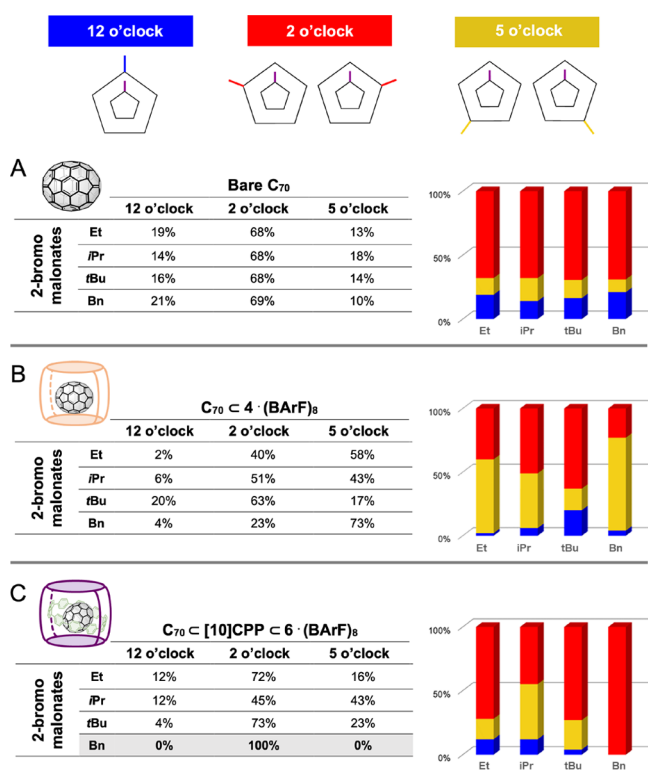 12 o'clock 2 o'clock 5 o'clock
A
Bare C70
12 o'clock 2 o'clock 5 o'clock
2-bromo malonates
Et 19% 68% 13%
iPr 14% 68% 18%
tBu 16% 68% 14%
Bn 21% 69% 10%
100%
50%
0%
Et iPr tBu Bn
B
C70 ⊂ 4 · (BArF)8
12 o'clock 2 o'clock 5 o'clock
2-bromo malonates
Et 2% 40% 58%
iPr 6% 51% 43%
tBu 20% 63% 17%
Bn 4% 23% 73%
100%
50%
0%
Et iPr tBu Bn
C
C70 ⊂ [10]CPP ⊂ 6 · (BArF)8
12 o'clock 2 o'clock 5 o'clock
2-bromo malonates
Et 12% 72% 16%
iPr 12% 45% 43%
tBu 4% 73% 23%
Bn 0% 100% 0%
100%
50%
0%
Et iPr tBu Bn